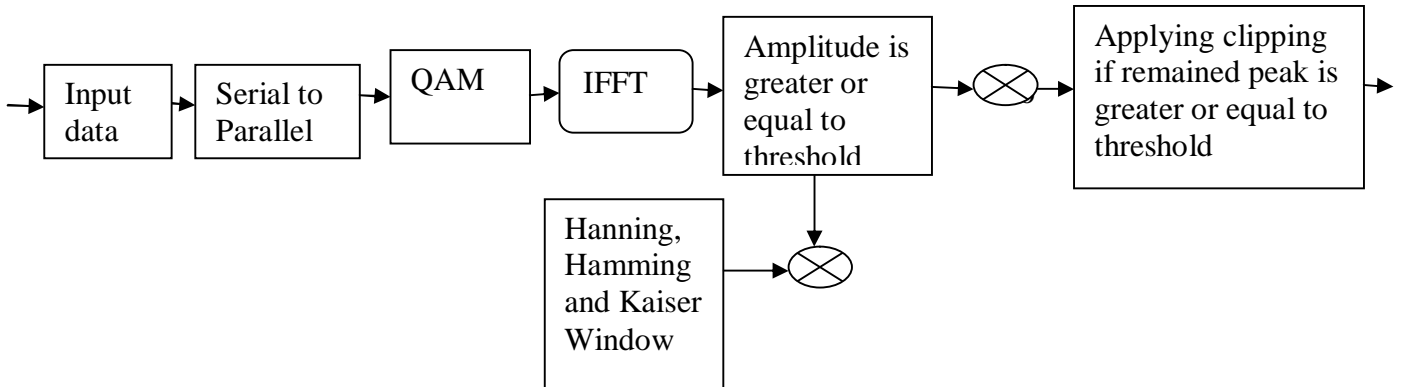 Input
data
Serial to
Parallel
QAM
IFFT
Amplitude is
greater or
equal to
threshold
Applying clipping
if remained peak is
greater or equal to
threshold
Hanning,
Hamming
and Kaiser
Window